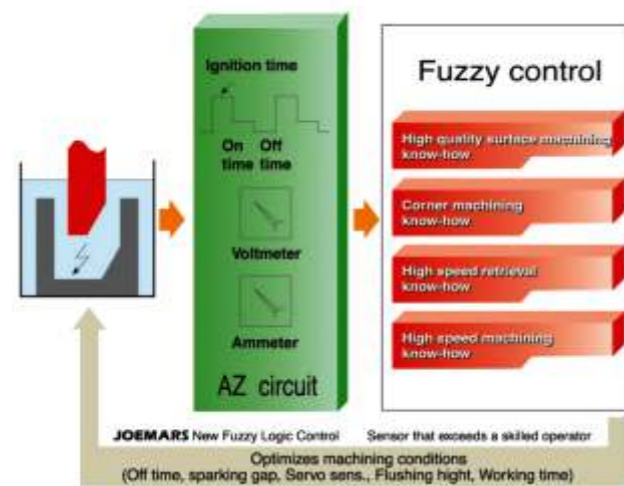 Ignition time
On Off
time time
Voltmeter
Ammeter
AZ circuit
Fuzzy control
High quality surface machining
know-how
Corner machining
know-how
High speed retrieval
know-how
High speed machining
know-how
JOEMARS New Fuzzy Logic Control Sensor that exceeds a skilled operator
Optimizes machining conditions
(Off time, sparking gap, Servo sens., Flushing hight, Working time)